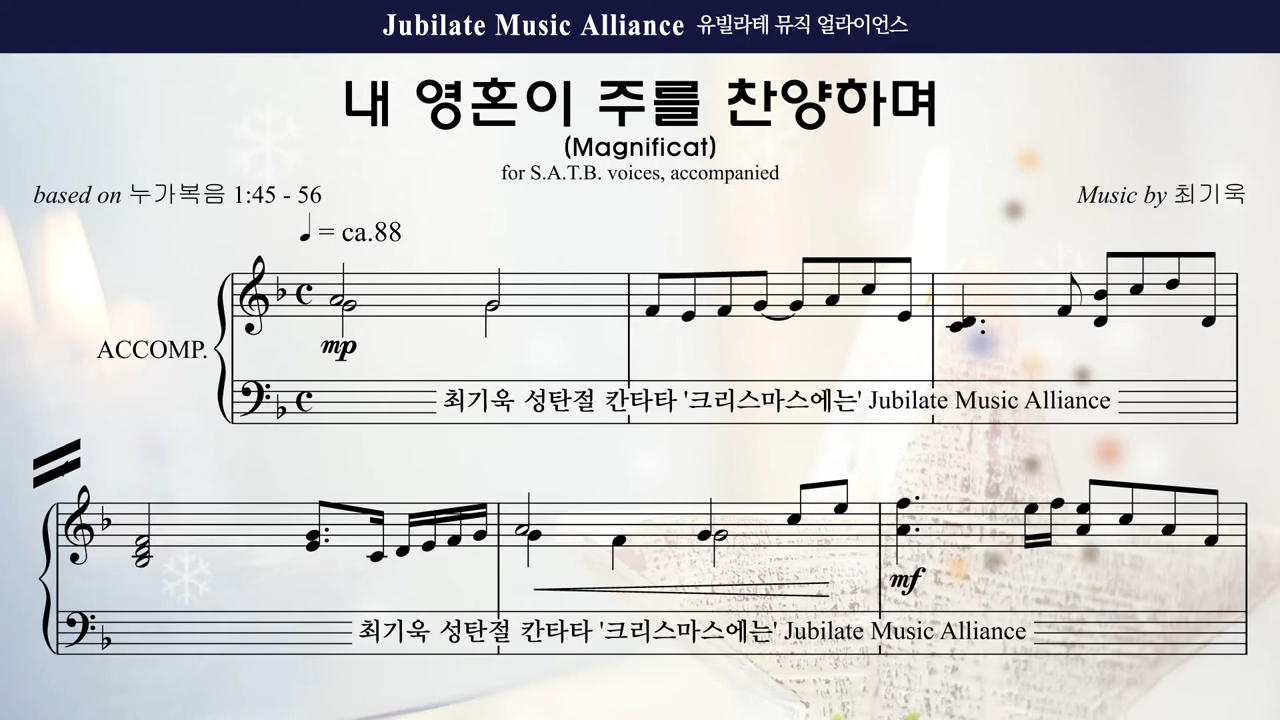 Jubilate Music Alliance 유빌라테 뮤직 얼라이언스
내 영혼이 주를 찬양하며
(Magnificat)
for S.A.T.B. voices, accompanied
based on 누가복음 1:45 - 56
Music by 최기욱
♩ = ca.88
ACCOMP.
mp
최기욱 성탄절 칸타타 '크리스마스에는' Jubilate Music Alliance
mf
최기욱 성탄절 칸타타 '크리스마스에는' Jubilate Music Alliance